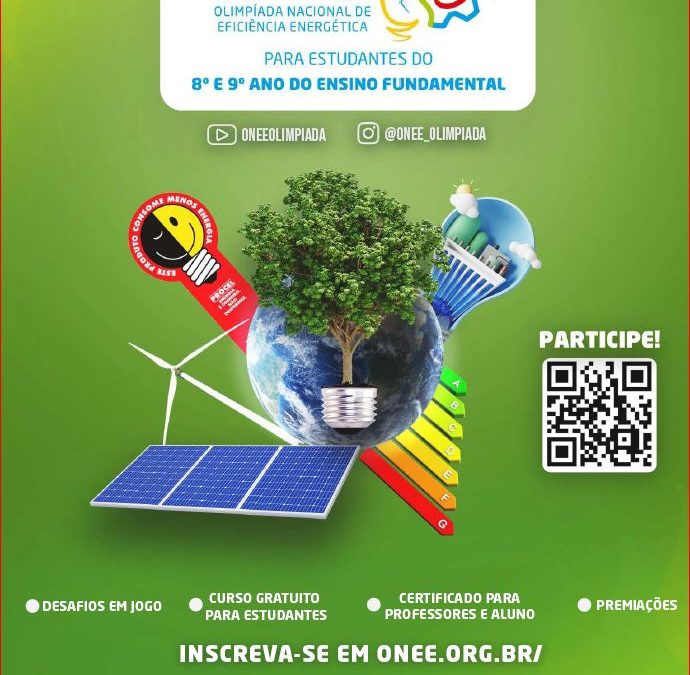 OLIMPÍADA NACIONAL DE
EFICIÊNCIA ENERGÉTICA
PARA ESTUDANTES DO
8º E 9º ANO DO ENSINO FUNDAMENTAL
ONEEOLIMPIADA
@ONEE_OLIMPIADA
ESTE PRODUTO CONSOME MENOS ENERGIA
PROCEL
PARTICIPE!
A
B
C
D
E
F
G
DESAFIOS EM JOGO
CURSO GRATUITO
PARA ESTUDANTES
CERTIFICADO PARA
PROFESSORES E ALUNO
PREMIAÇÕES
INSCREVA-SE EM ONEE.ORG.BR/